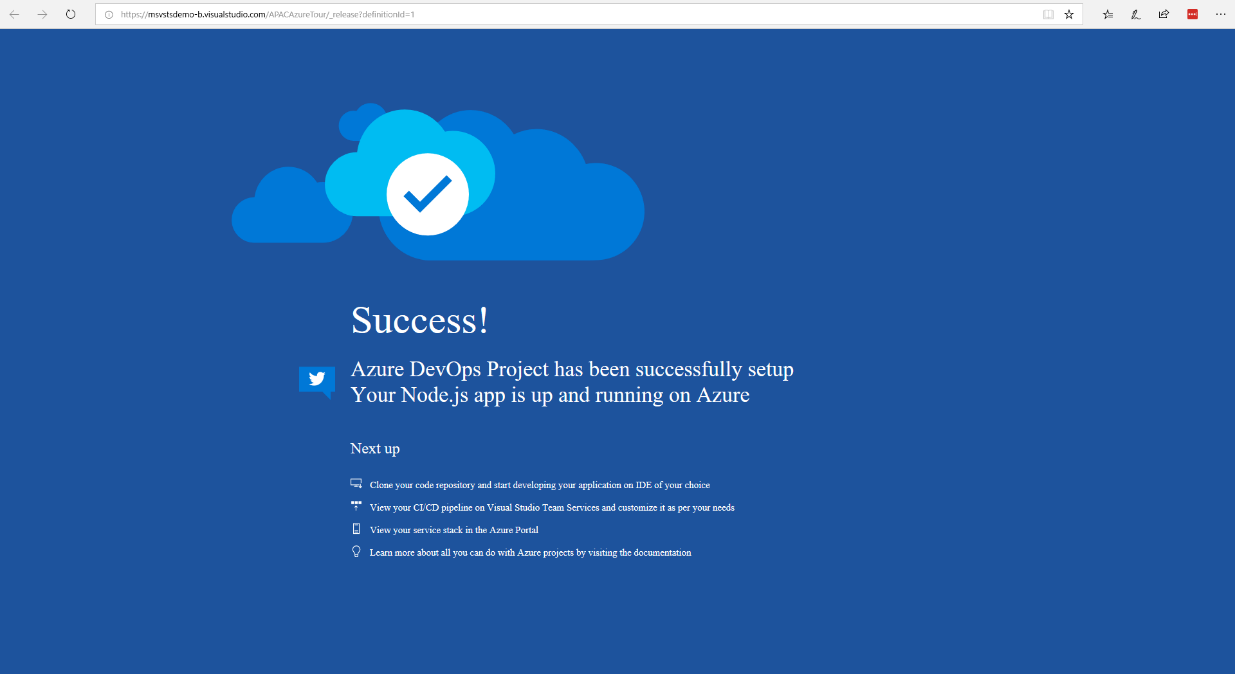 https://msvstsdemo-b.visualstudio.com/APACAzureTour/_release?definitionId=1
Success!
Azure DevOps Project has been successfully setup
Your Node.js app is up and running on Azure
Next up
Clone your code repository and start developing your application on IDE of your choice
View your CI/CD pipeline on Visual Studio Team Services and customize it as per your needs
View your service stack in the Azure Portal
Learn more about all you can do with Azure projects by visiting the documentation